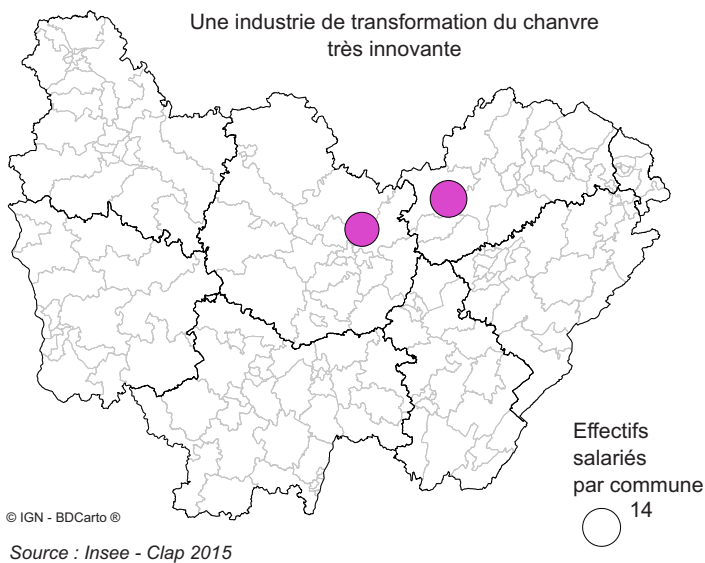 Une industrie de transformation du chanvre
très innovante
Effectifs
salariés
par commune
14
© IGN - BDCarto ®
Source : Insee - Clap 2015